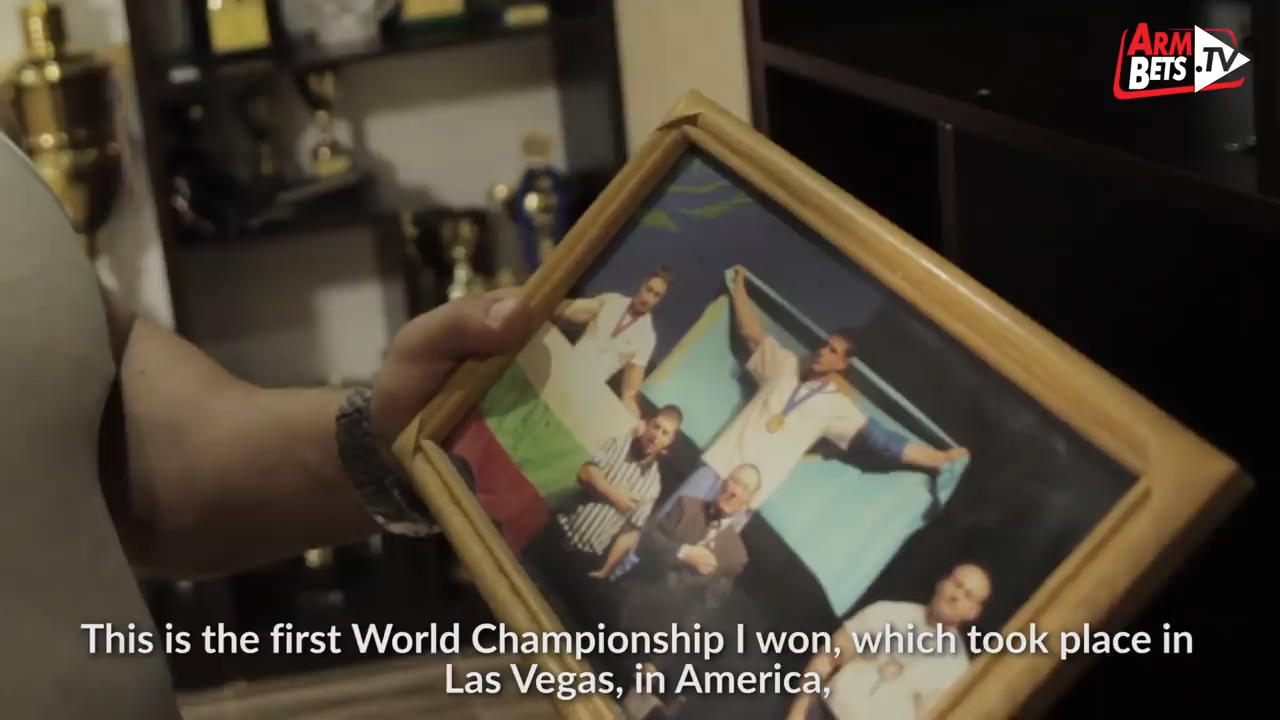 ARM
BETS .TV
This is the first World Championship I won, which took place in
Las Vegas, in America,